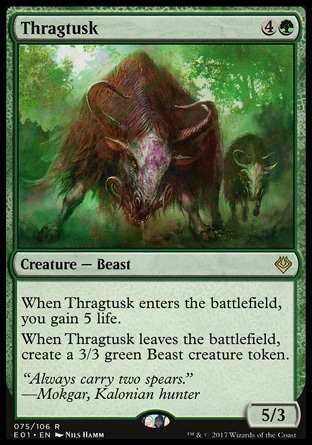 Thragtusk 4
Creature — Beast
When Thragtusk enters the battlefield,
you gain 5 life.
When Thragtusk leaves the battlefield,
create a 3/3 green Beast creature token.
"Always carry two spears."
—Mokgar, Kalonian hunter
5/3
075/106 R
E01 • EN NILS HAMM ™ & © 2017 Wizards of the Coast